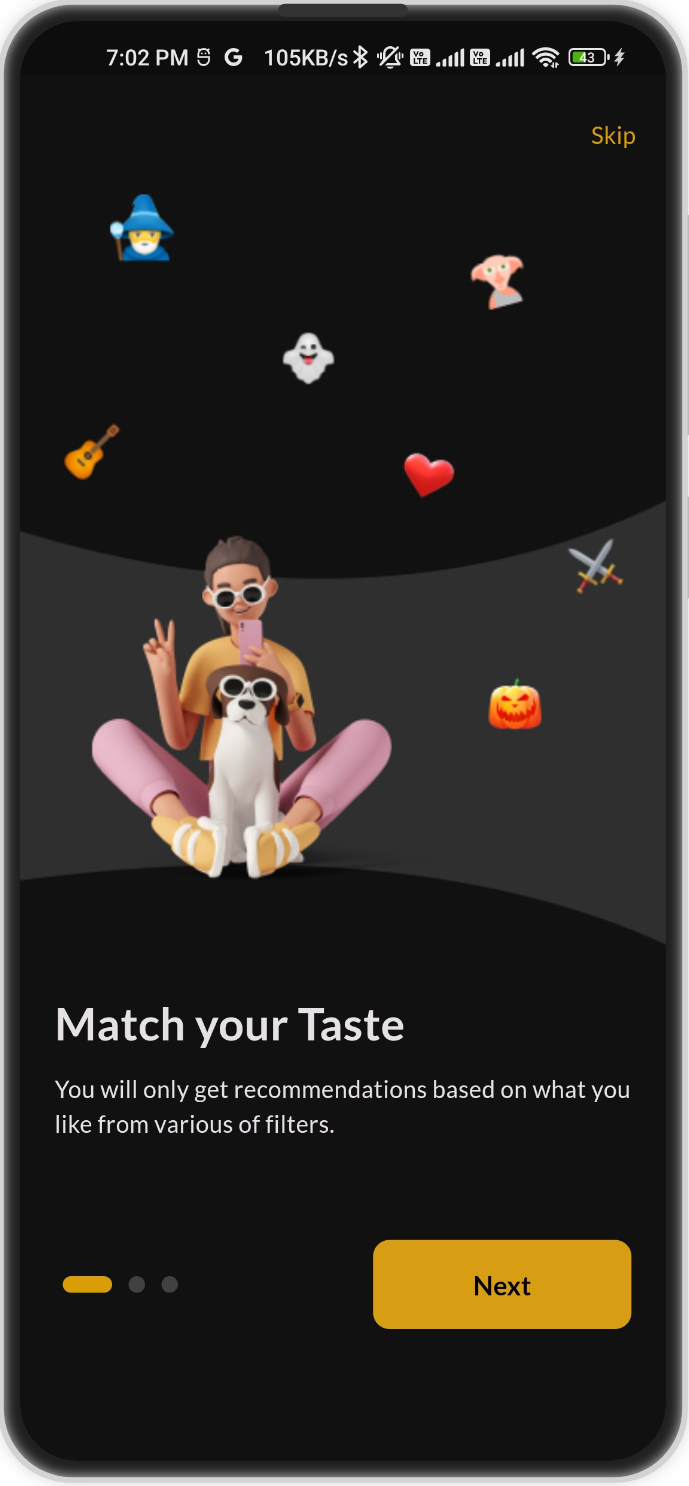 7:02 PM G 105KB/s Vo LTE Vo LTE 43
Skip
Match your Taste
You will only get recommendations based on what you
like from various of filters.
Next